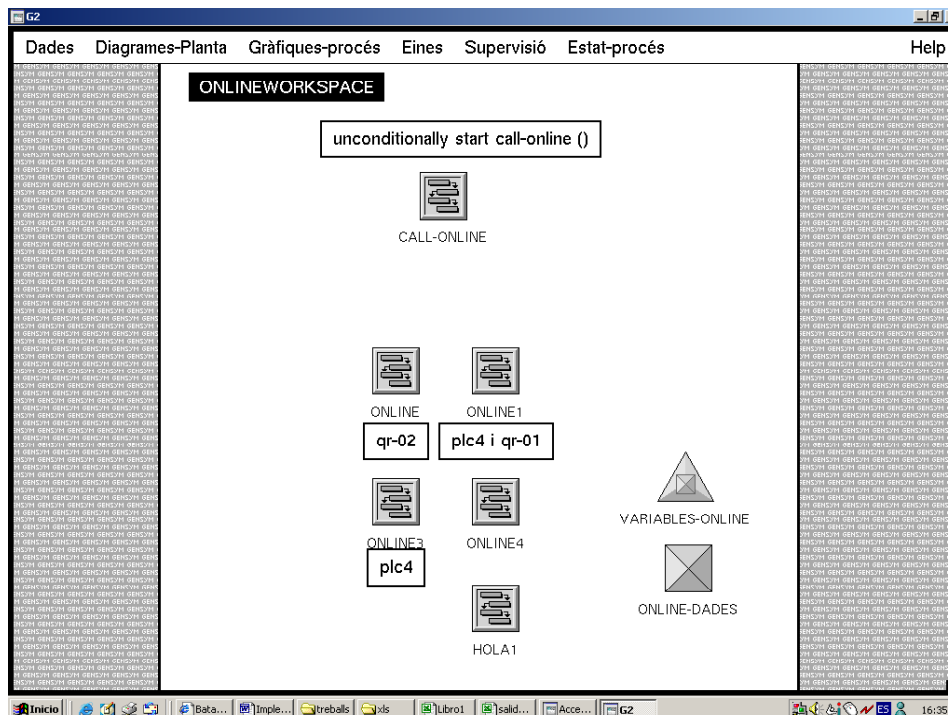 G2
Dades Diagrames-Planta Gràfiques-procés Eines Supervisió Estat-procés Help
ONLINEWORKSPACE
unconditionally start call-online ()
CALL-ONLINE
ONLINE ONLINE1
qr-02 plc4 i qr-01
VARIABLES-ONLINE
ONLINE3 ONLINE4
plc4
ONLINE-DADES
HOLA1
Inicio Bata... Imple... treballs xls Libro1 salid... Acce... G2 ES 16:35